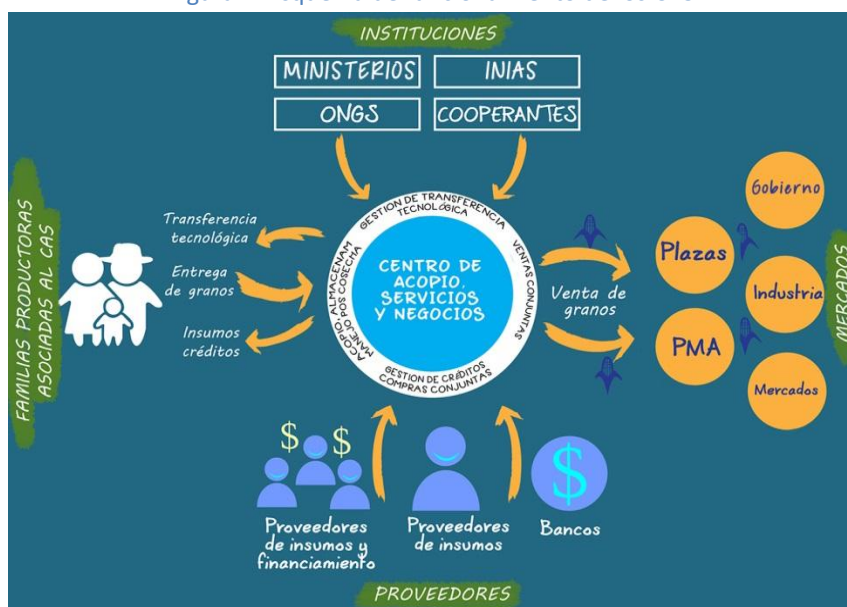 INSTITUCIONES
MINISTERIOS
INIAS
ONGS
COOPERANTES
FAMILIAS PRODUCTORAS
ASOCIADAS AL CAS
Transferencia
tecnológica
Entrega
de granos
Insumos
créditos
GESTION DE TRANSFERENCIA
TECNOLÓGICA
ACOPIO, ALMACENAM
MANEJO POS COSECHA
VENTAS CONJUNTAS
GESTION DE CRÉDITOS
COMPRAS CONJUNTAS
CENTRO DE
ACOPIO,
SERVICIOS
Y NEGOCIOS
Venta de
granos
Plazas
PMA
Gobierno
Industria
Mercados
MERCADOS
$ $
$
Proveedores
de insumos y
financiamiento
Proveedores
de insumos
Bancos
PROVEEDORES